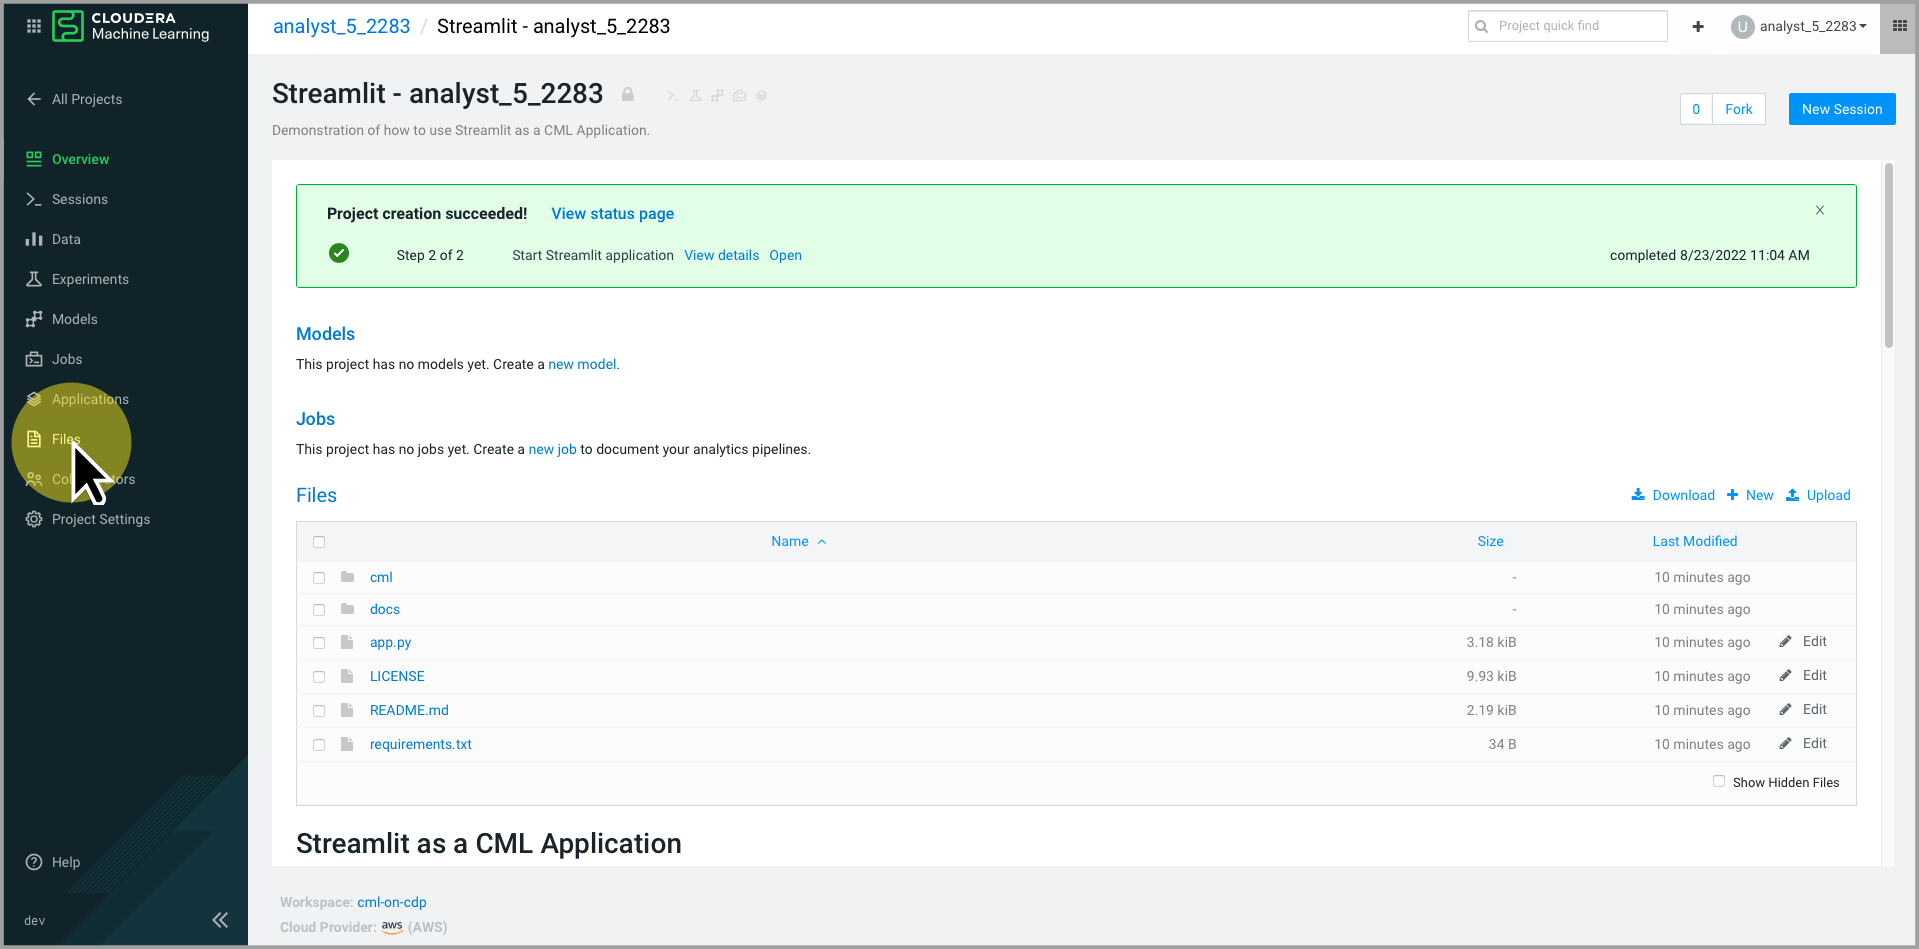 CLOUDERA
Machine Learning
analyst_5_2283 / Streamlit - analyst_5_2283
Project quick find
U analyst_5_2283
All Projects
Overview
Sessions
Data
Experiments
Models
Jobs
Applications
Files
Project Settings
Help
dev
Streamlit - analyst_5_2283
Demonstration of how to use Streamlit as a CML Application.
0 Fork New Session
Project creation succeeded! View status page
Step 2 of 2 Start Streamlit application View details Open completed 8/23/2022 11:04 AM
Models
This project has no models yet. Create a new model.
Jobs
This project has no jobs yet. Create a new job to document your analytics pipelines.
Files Download New Upload
Name Size Last Modified
cml - 10 minutes ago
docs - 10 minutes ago
app.py 3.18 kiB 10 minutes ago Edit
LICENSE 9.93 kiB 10 minutes ago Edit
README.md 2.19 kiB 10 minutes ago Edit
requirements.txt 34 B 10 minutes ago Edit
Show Hidden Files
Streamlit as a CML Application
Workspace: cml-on-cdp
Cloud Provider: aws (AWS)